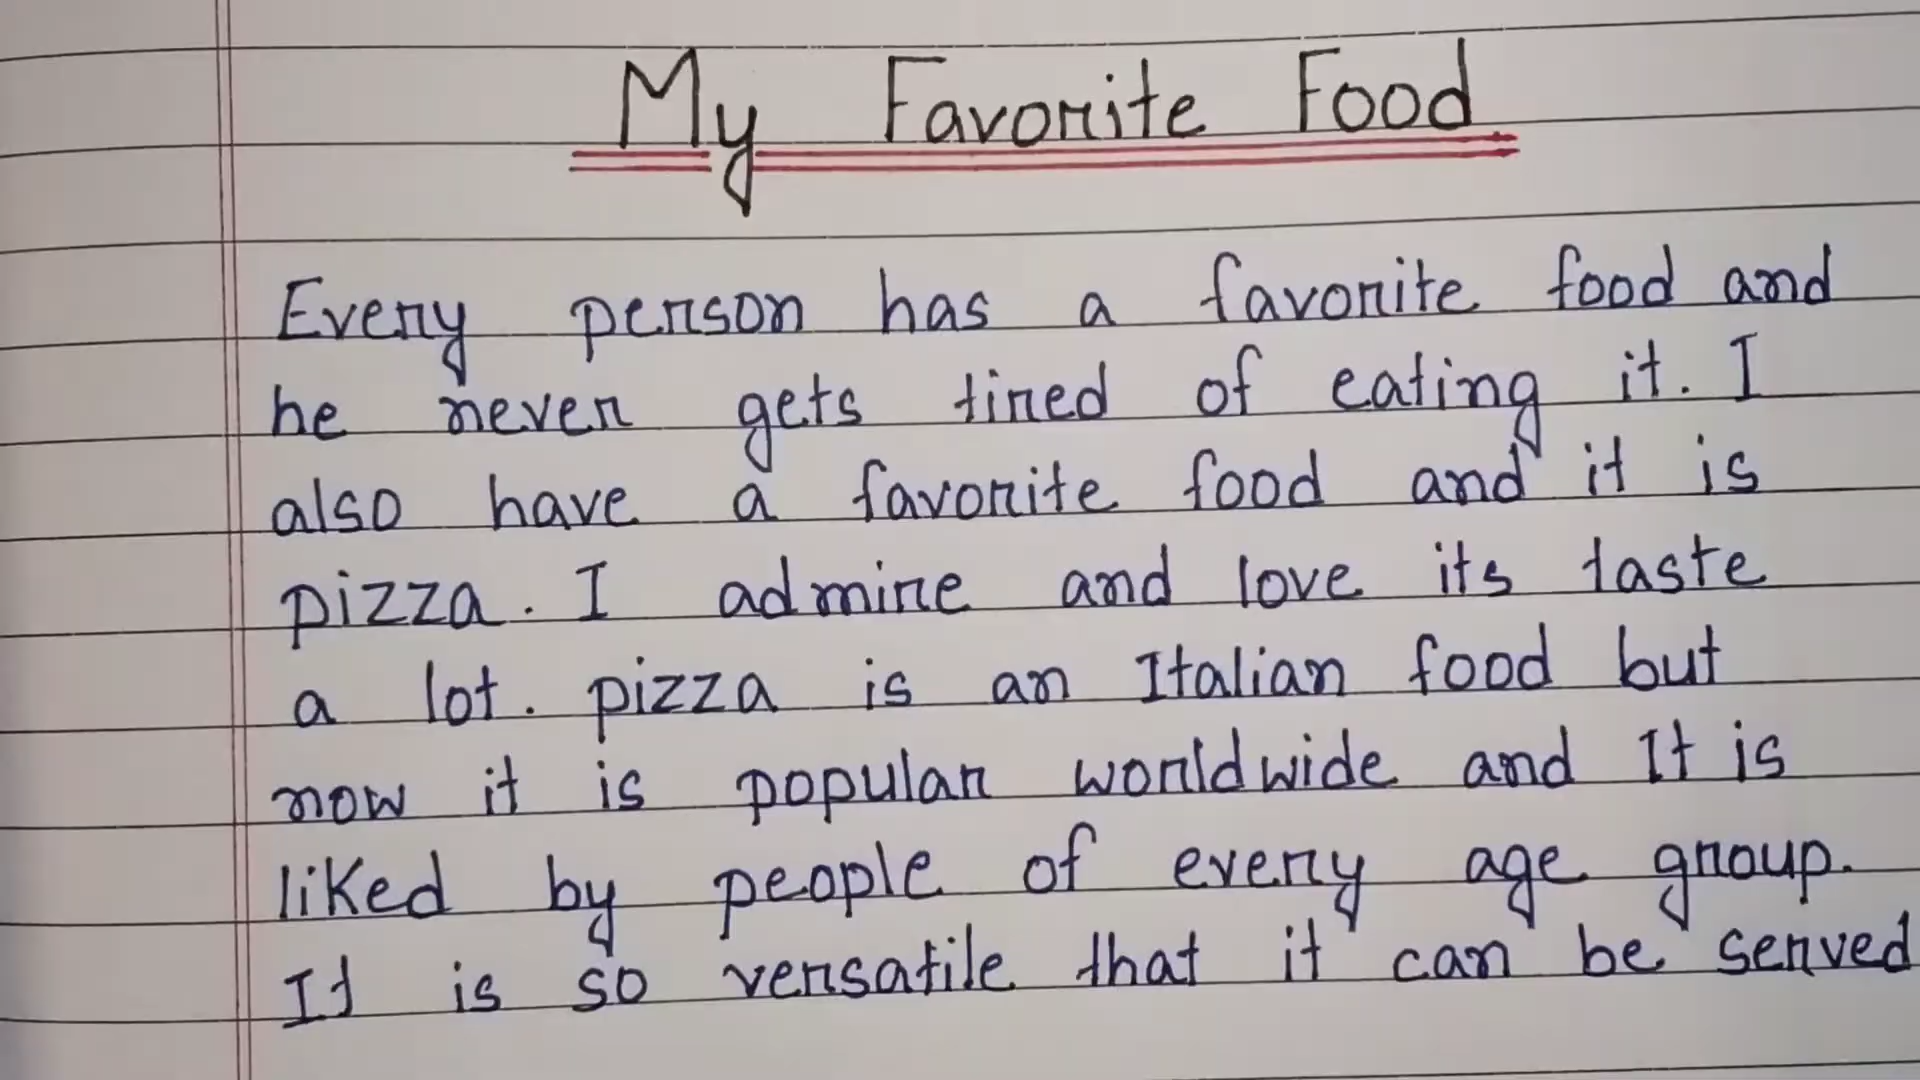 My Favorite Food
Every person has a favorite food and
he never gets tired of eating it. I
also have a favorite food and it is
pizza. I admire and love its taste
a lot. pizza is an Italian food but
now it is popular worldwide and It is
liked by people of every age group.
It is so versatile that it can be served